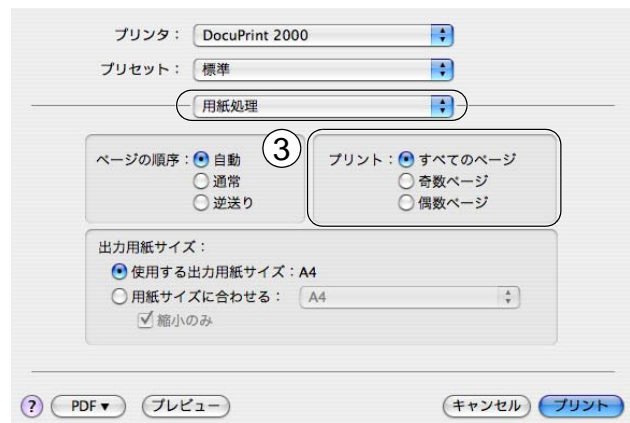 プリンタ： DocuPrint 2000
プリセット： 標準
用紙処理
③
ページの順序： 自動
通常
逆送り
プリント： すべてのページ
奇数ページ
偶数ページ
出力用紙サイズ：
使用する出力用紙サイズ：A4
用紙サイズに合わせる： A4
縮小のみ
? PDF▼ プレビュー キャンセル プリント